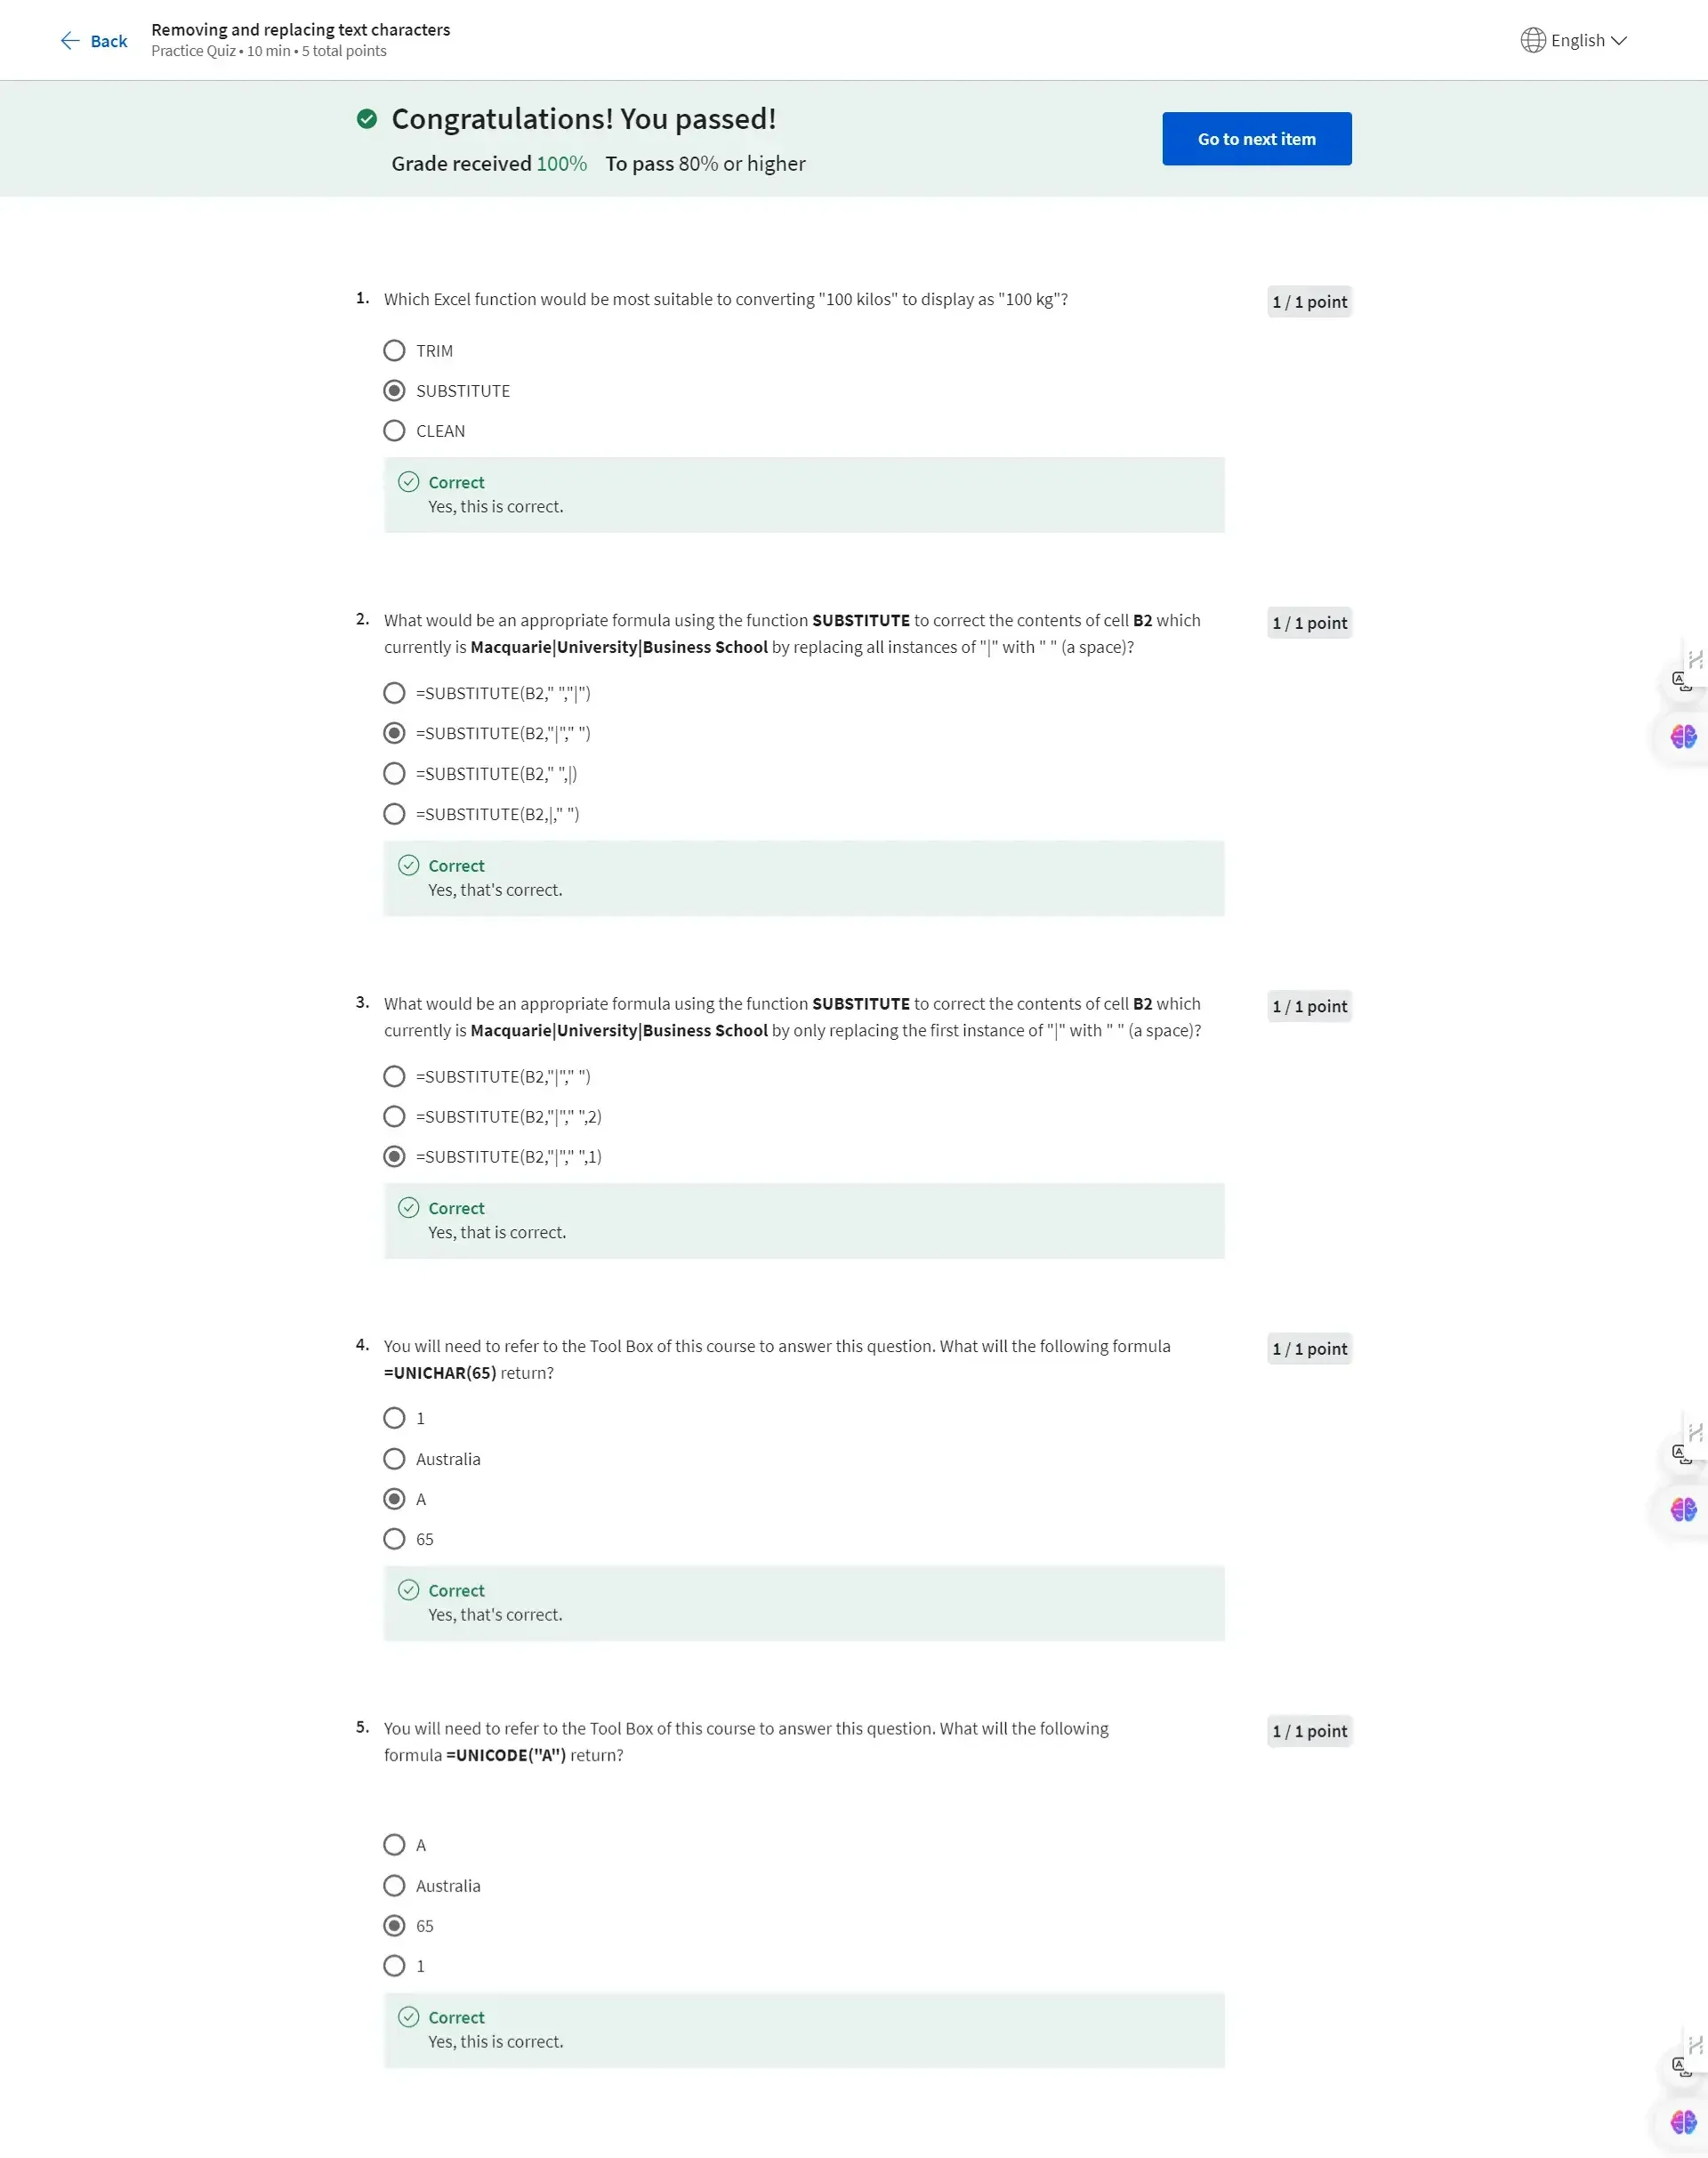 Back
Removing and replacing text characters
Practice Quiz • 10 min • 5 total points
English
Congratulations! You passed!
Grade received 100% To pass 80% or higher
Go to next item
1. Which Excel function would be most suitable to converting "100 kilos" to display as "100 kg"?
1 / 1 point
TRIM
SUBSTITUTE
CLEAN
Correct
Yes, this is correct.
2. What would be an appropriate formula using the function SUBSTITUTE to correct the contents of cell B2 which
currently is Macquarie|University|Business School by replacing all instances of "|" with " " (a space)?
1 / 1 point
=SUBSTITUTE(B2," ","|")
=SUBSTITUTE(B2,"|"," ")
=SUBSTITUTE(B2," ",|)
=SUBSTITUTE(B2,|," ")
Correct
Yes, that's correct.
3. What would be an appropriate formula using the function SUBSTITUTE to correct the contents of cell B2 which
currently is Macquarie|University|Business School by only replacing the first instance of "|" with " " (a space)?
1 / 1 point
=SUBSTITUTE(B2,"|"," ")
=SUBSTITUTE(B2,"|"," ",2)
=SUBSTITUTE(B2,"|"," ",1)
Correct
Yes, that is correct.
4. You will need to refer to the Tool Box of this course to answer this question. What will the following formula
=UNICHAR(65) return?
1 / 1 point
1
Australia
A
65
Correct
Yes, that's correct.
5. You will need to refer to the Tool Box of this course to answer this question. What will the following
formula =UNICODE("A") return?
1 / 1 point
A
Australia
65
1
Correct
Yes, this is correct.